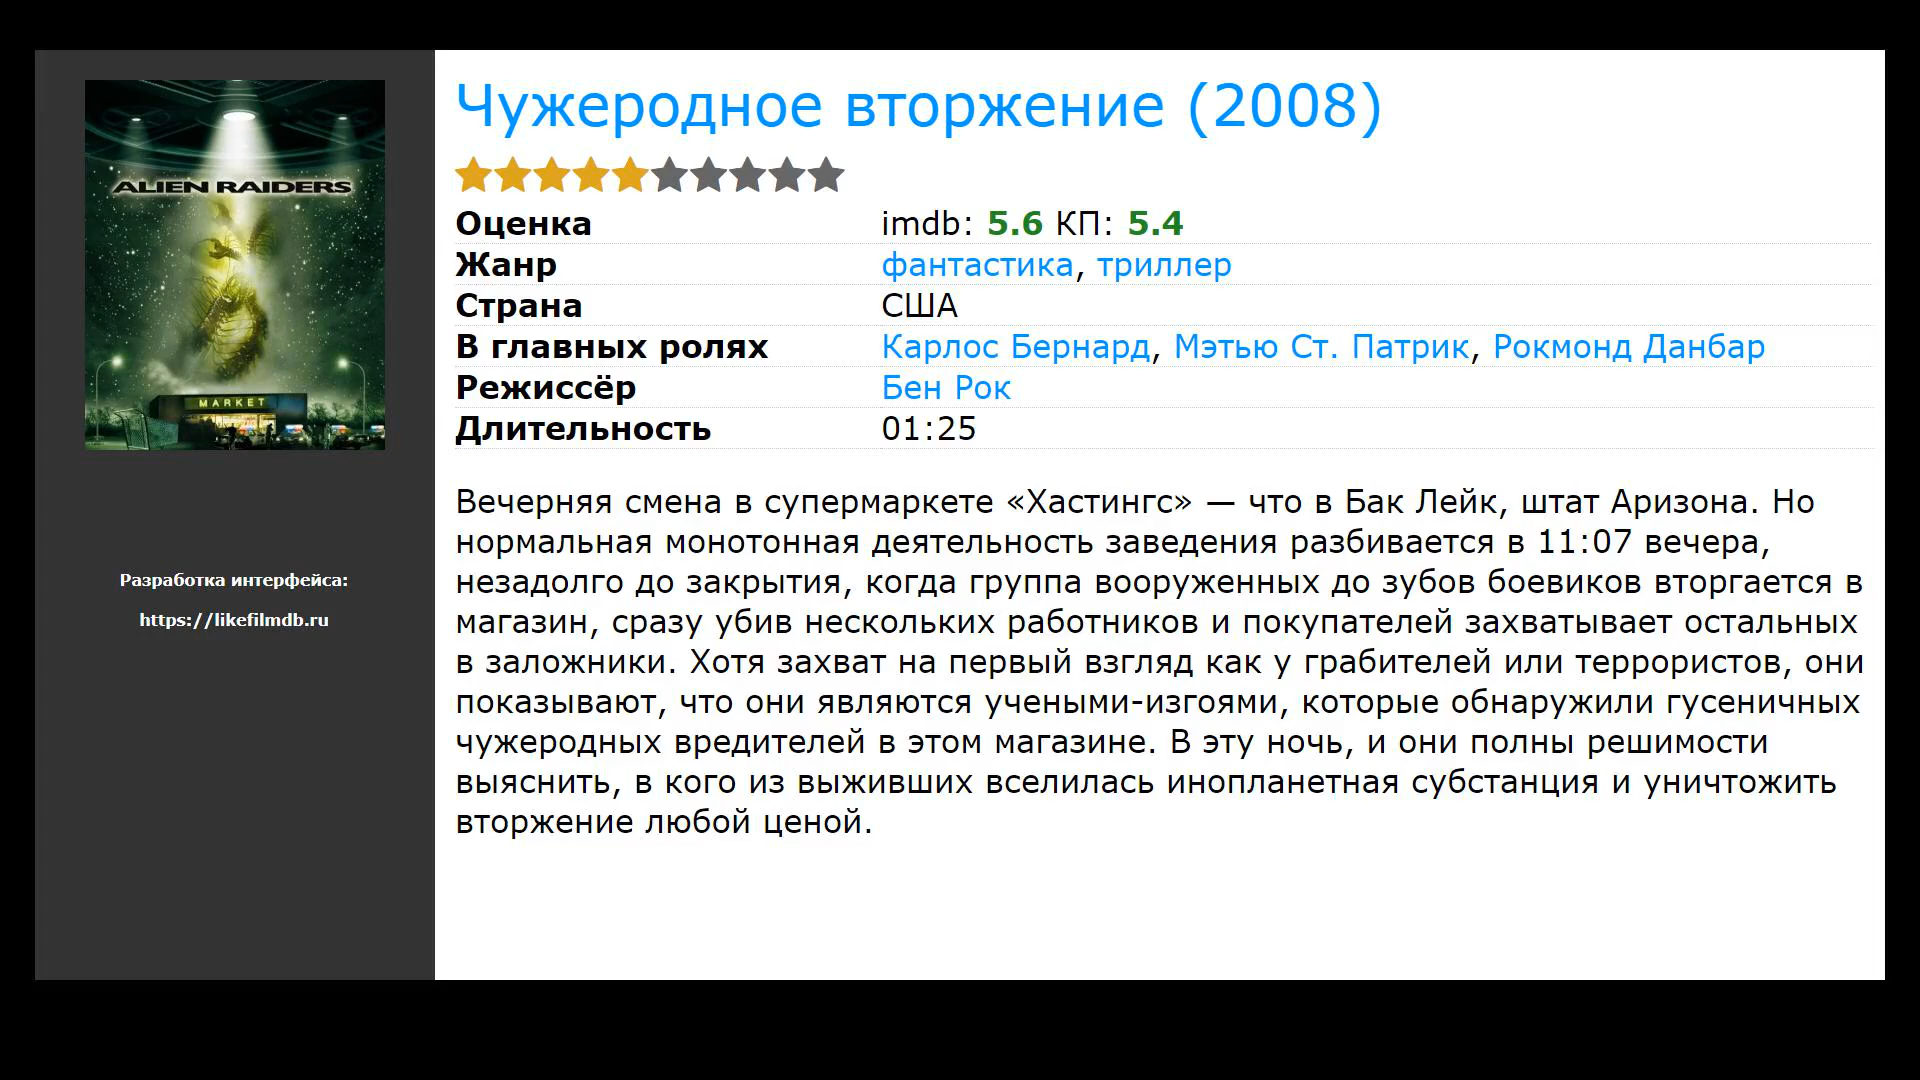 ALIEN RAIDERS
MARKET
Разработка интерфейса:
https://likefilmdb.ru
Чужеродное вторжение (2008)
Оценка imdb: 5.6 КП: 5.4
Жанр фантастика, триллер
Страна США
В главных ролях Карлос Бернард, Мэтью Ст. Патрик, Рокмонд Данбар
Режиссёр Бен Рок
Длительность 01:25
Вечерняя смена в супермаркете «Хастингс» — что в Бак Лейк, штат Аризона. Но
нормальная монотонная деятельность заведения разбивается в 11:07 вечера,
незадолго до закрытия, когда группа вооруженных до зубов боевиков вторгается в
магазин, сразу убив нескольких работников и покупателей захватывает остальных
в заложники. Хотя захват на первый взгляд как у грабителей или террористов, они
показывают, что они являются учеными-изгоями, которые обнаружили гусеничных
чужеродных вредителей в этом магазине. В эту ночь, и они полны решимости
выяснить, в кого из выживших вселилась инопланетная субстанция и уничтожить
вторжение любой ценой.